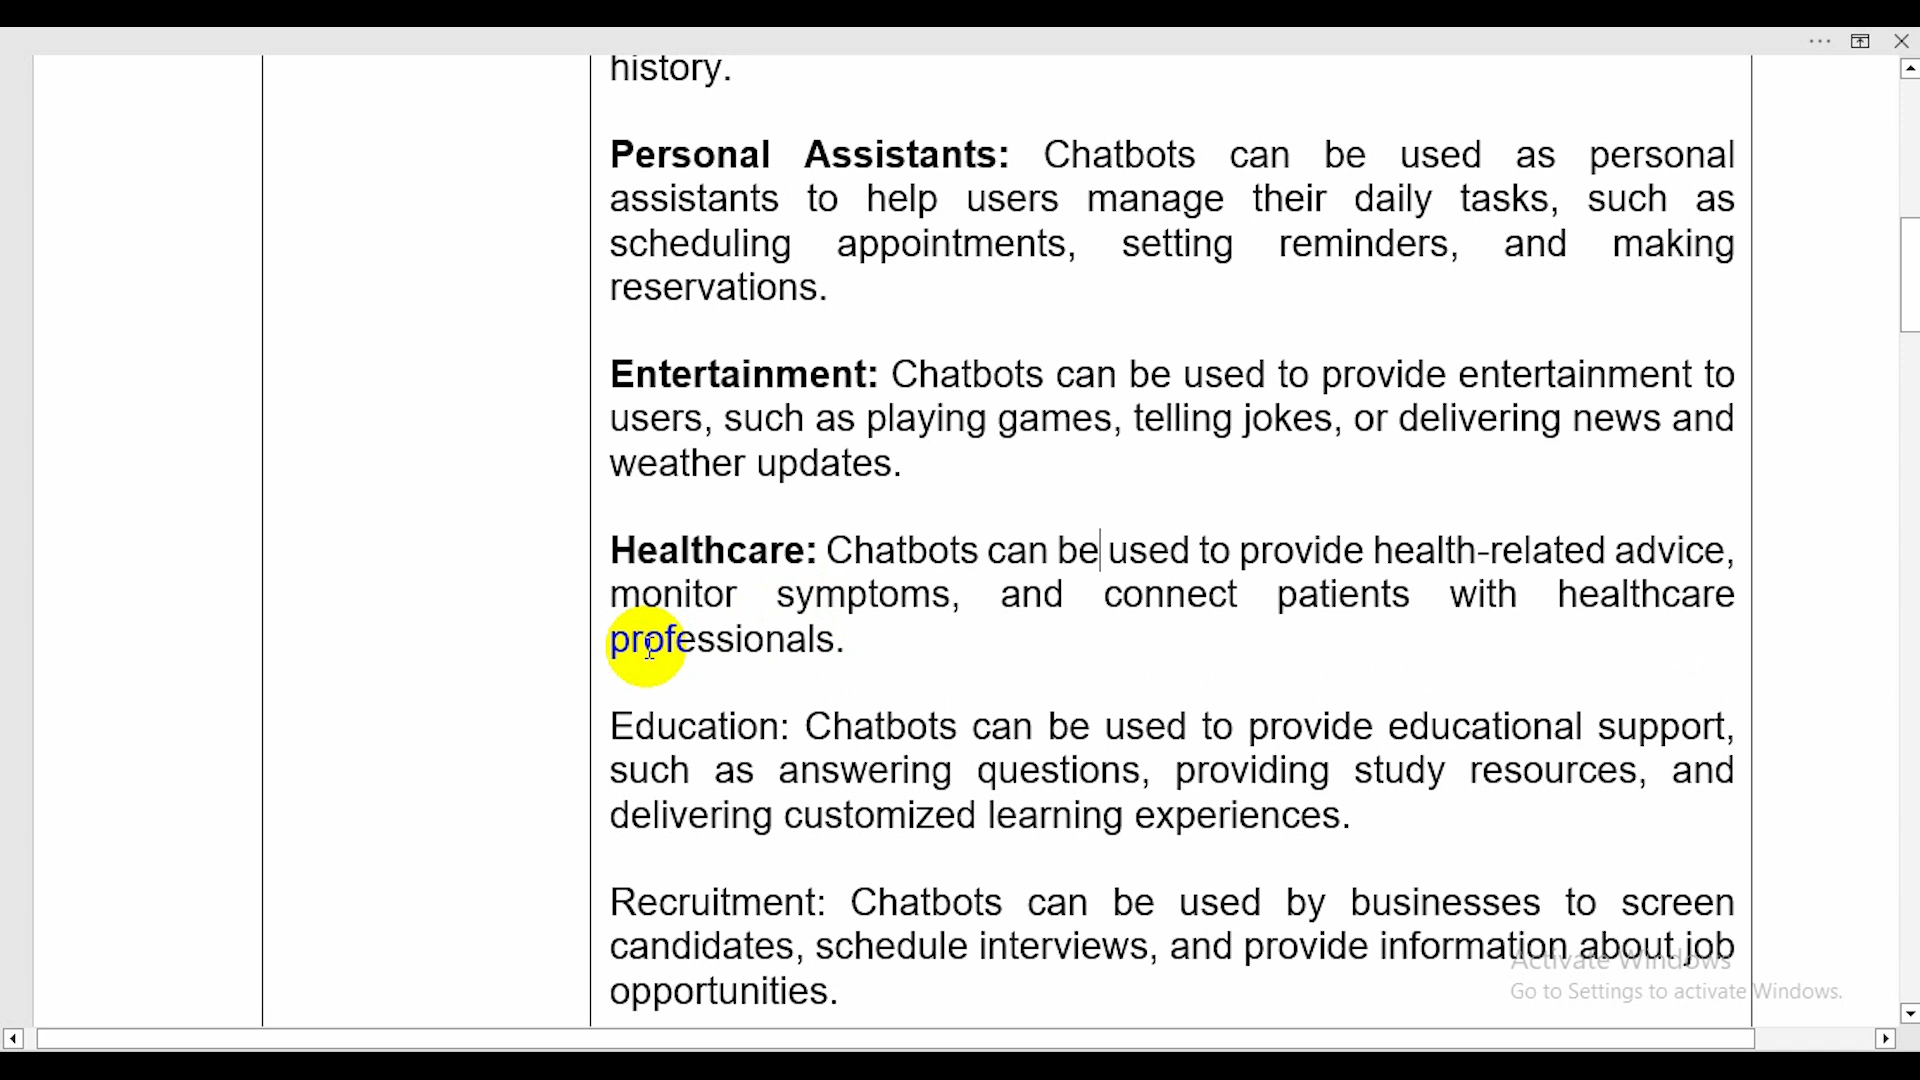 history.
Personal Assistants: Chatbots can be used as personal
assistants to help users manage their daily tasks, such as
scheduling appointments, setting reminders, and making
reservations.
Entertainment: Chatbots can be used to provide entertainment to
users, such as playing games, telling jokes, or delivering news and
weather updates.
Healthcare: Chatbots can be used to provide health-related advice,
monitor symptoms, and connect patients with healthcare
professionals.
Education: Chatbots can be used to provide educational support,
such as answering questions, providing study resources, and
delivering customized learning experiences.
Recruitment: Chatbots can be used by businesses to screen
candidates, schedule interviews, and provide information about job
opportunities.
Activate Windows
Go to Settings to activate Windows.